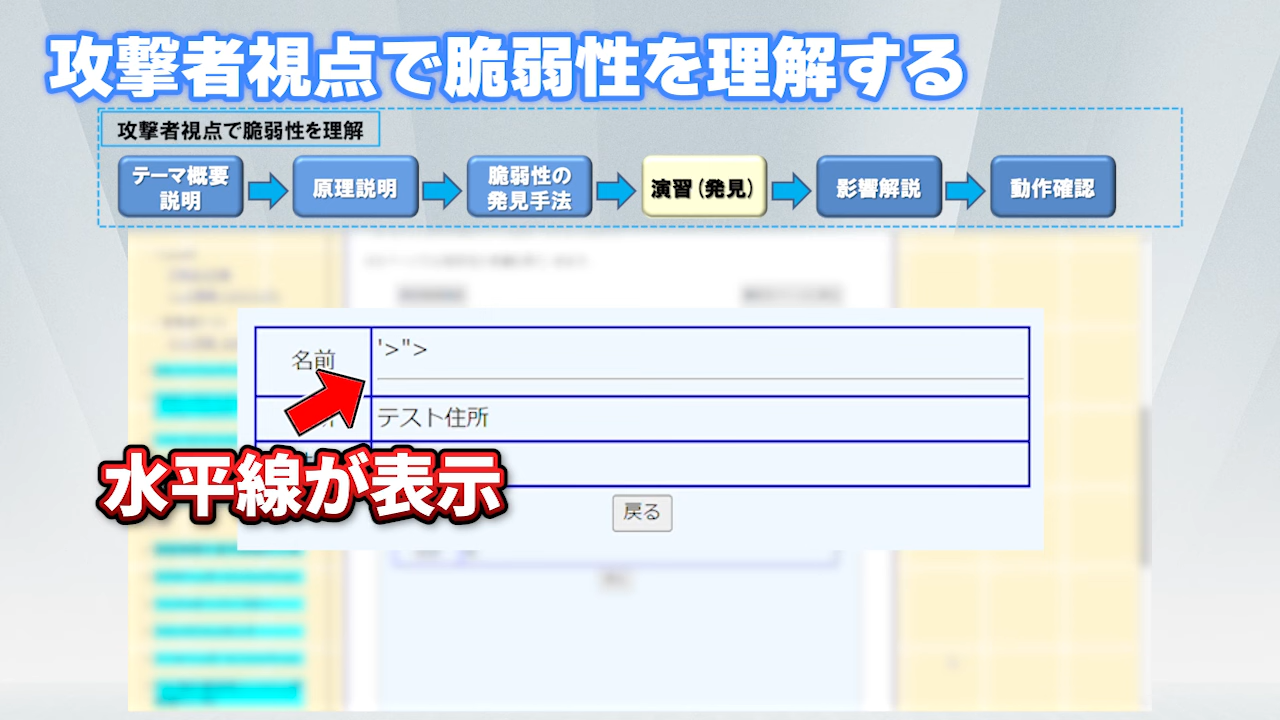 攻撃者視点で脆弱性を理解する
攻撃者視点で脆弱性を理解
テーマ概要
説明
原理説明
脆弱性の
発見手法
演習(発見)
影響解説
動作確認
名前
'>">
テスト住所
水平線が表示
戻る